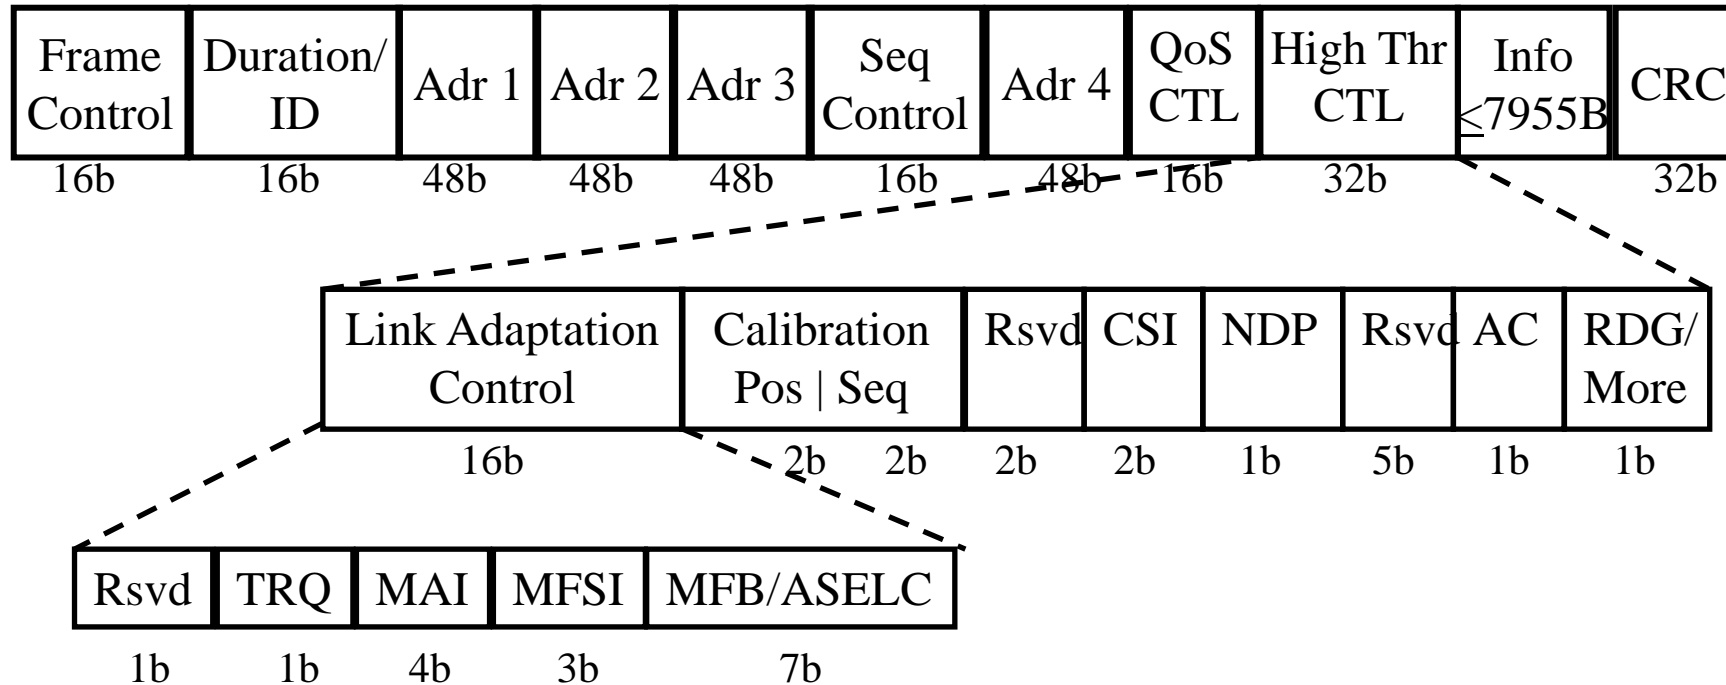 Frame Control
Duration/ ID
Adr 1
Adr 2
Adr 3
Seq Control
Adr 4
QoS CTL
High Thr CTL
Info ≤7955B
CRC
16b 16b 48b 48b 48b 16b 48b 16b 32b 32b
Link Adaptation Control
Calibration Pos | Seq
Rsvd
CSI
NDP
Rsvd
AC
RDG/ More
16b 2b 2b 2b 2b 1b 5b 1b 1b
Rsvd
TRQ
MAI
MFSI
MFB/ASELC
1b 1b 4b 3b 7b